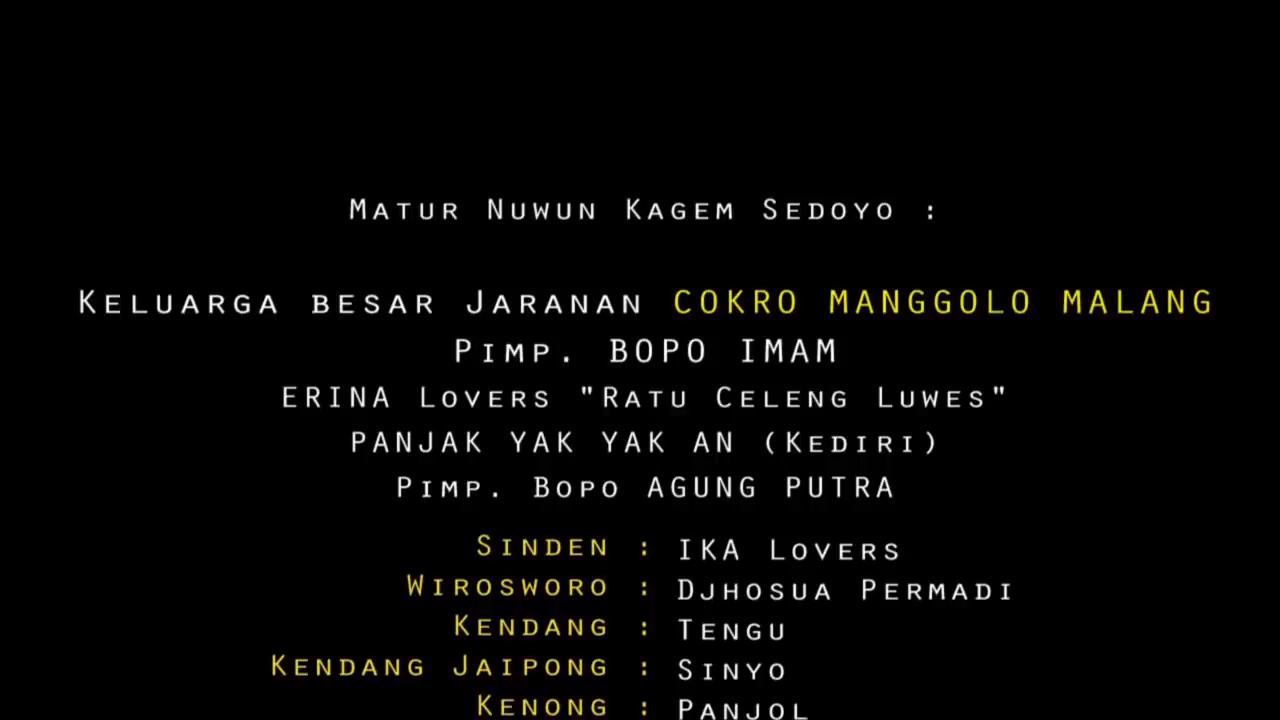 Matur Nuwun Kagem Sedoyo :
Keluarga besar Jaranan COKRO MANGGOLO MALANG
Pimp. BOPO IMAM
ERINA Lovers "Ratu Celeng Luwes"
PANJAK YAK YAK AN (Kediri)
Pimp. Bopo AGUNG PUTRA
Sinden : IKA Lovers
Wirosworo : Djhosua Permadi
Kendang : Tengu
Kendang Jaipong : Sinyo
Kenong : Panjol